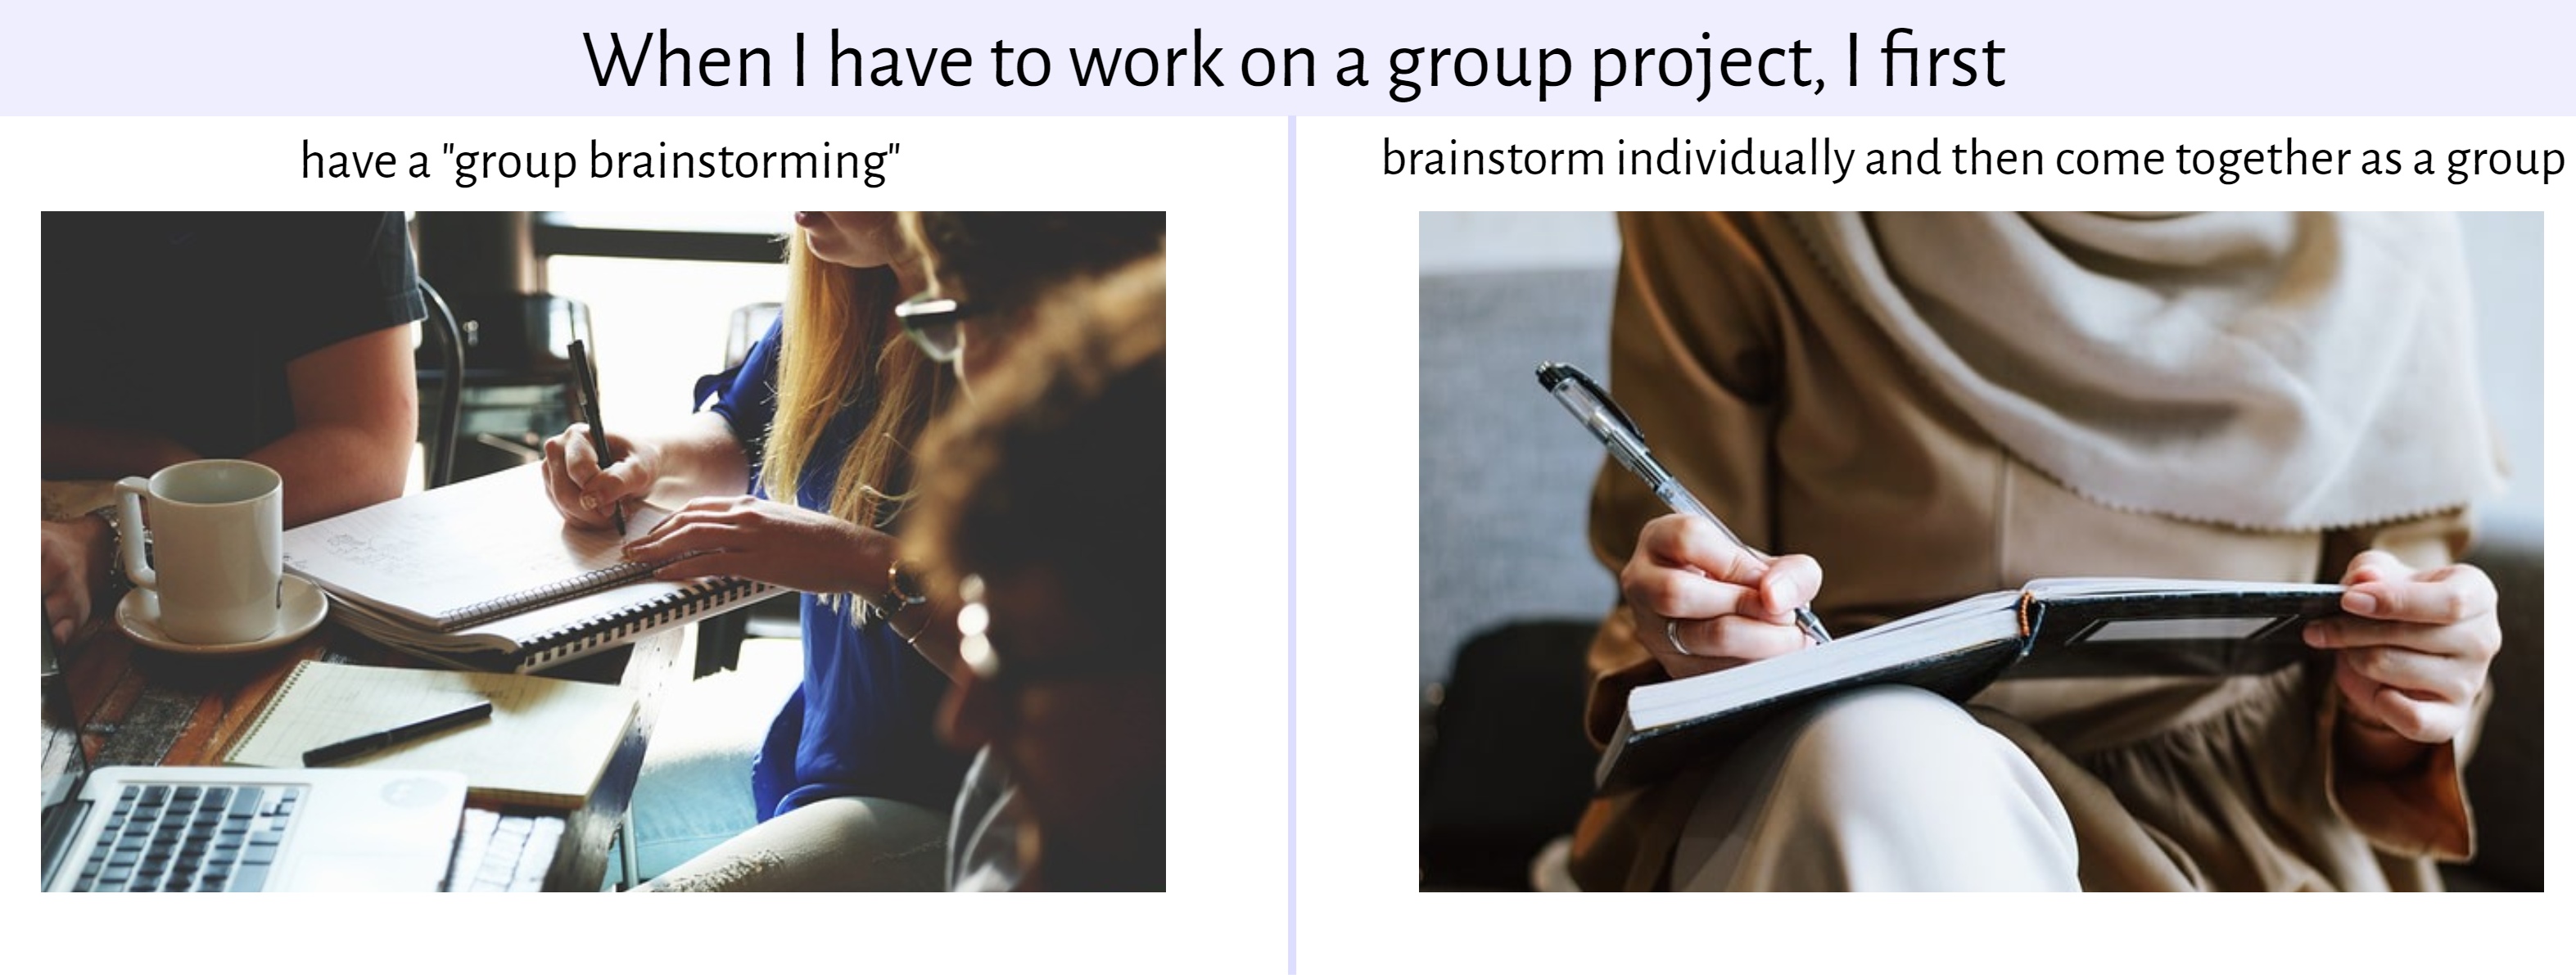 When I have to work on a group project, I first
have a "group brainstorming"
brainstorm individually and then come together as a group